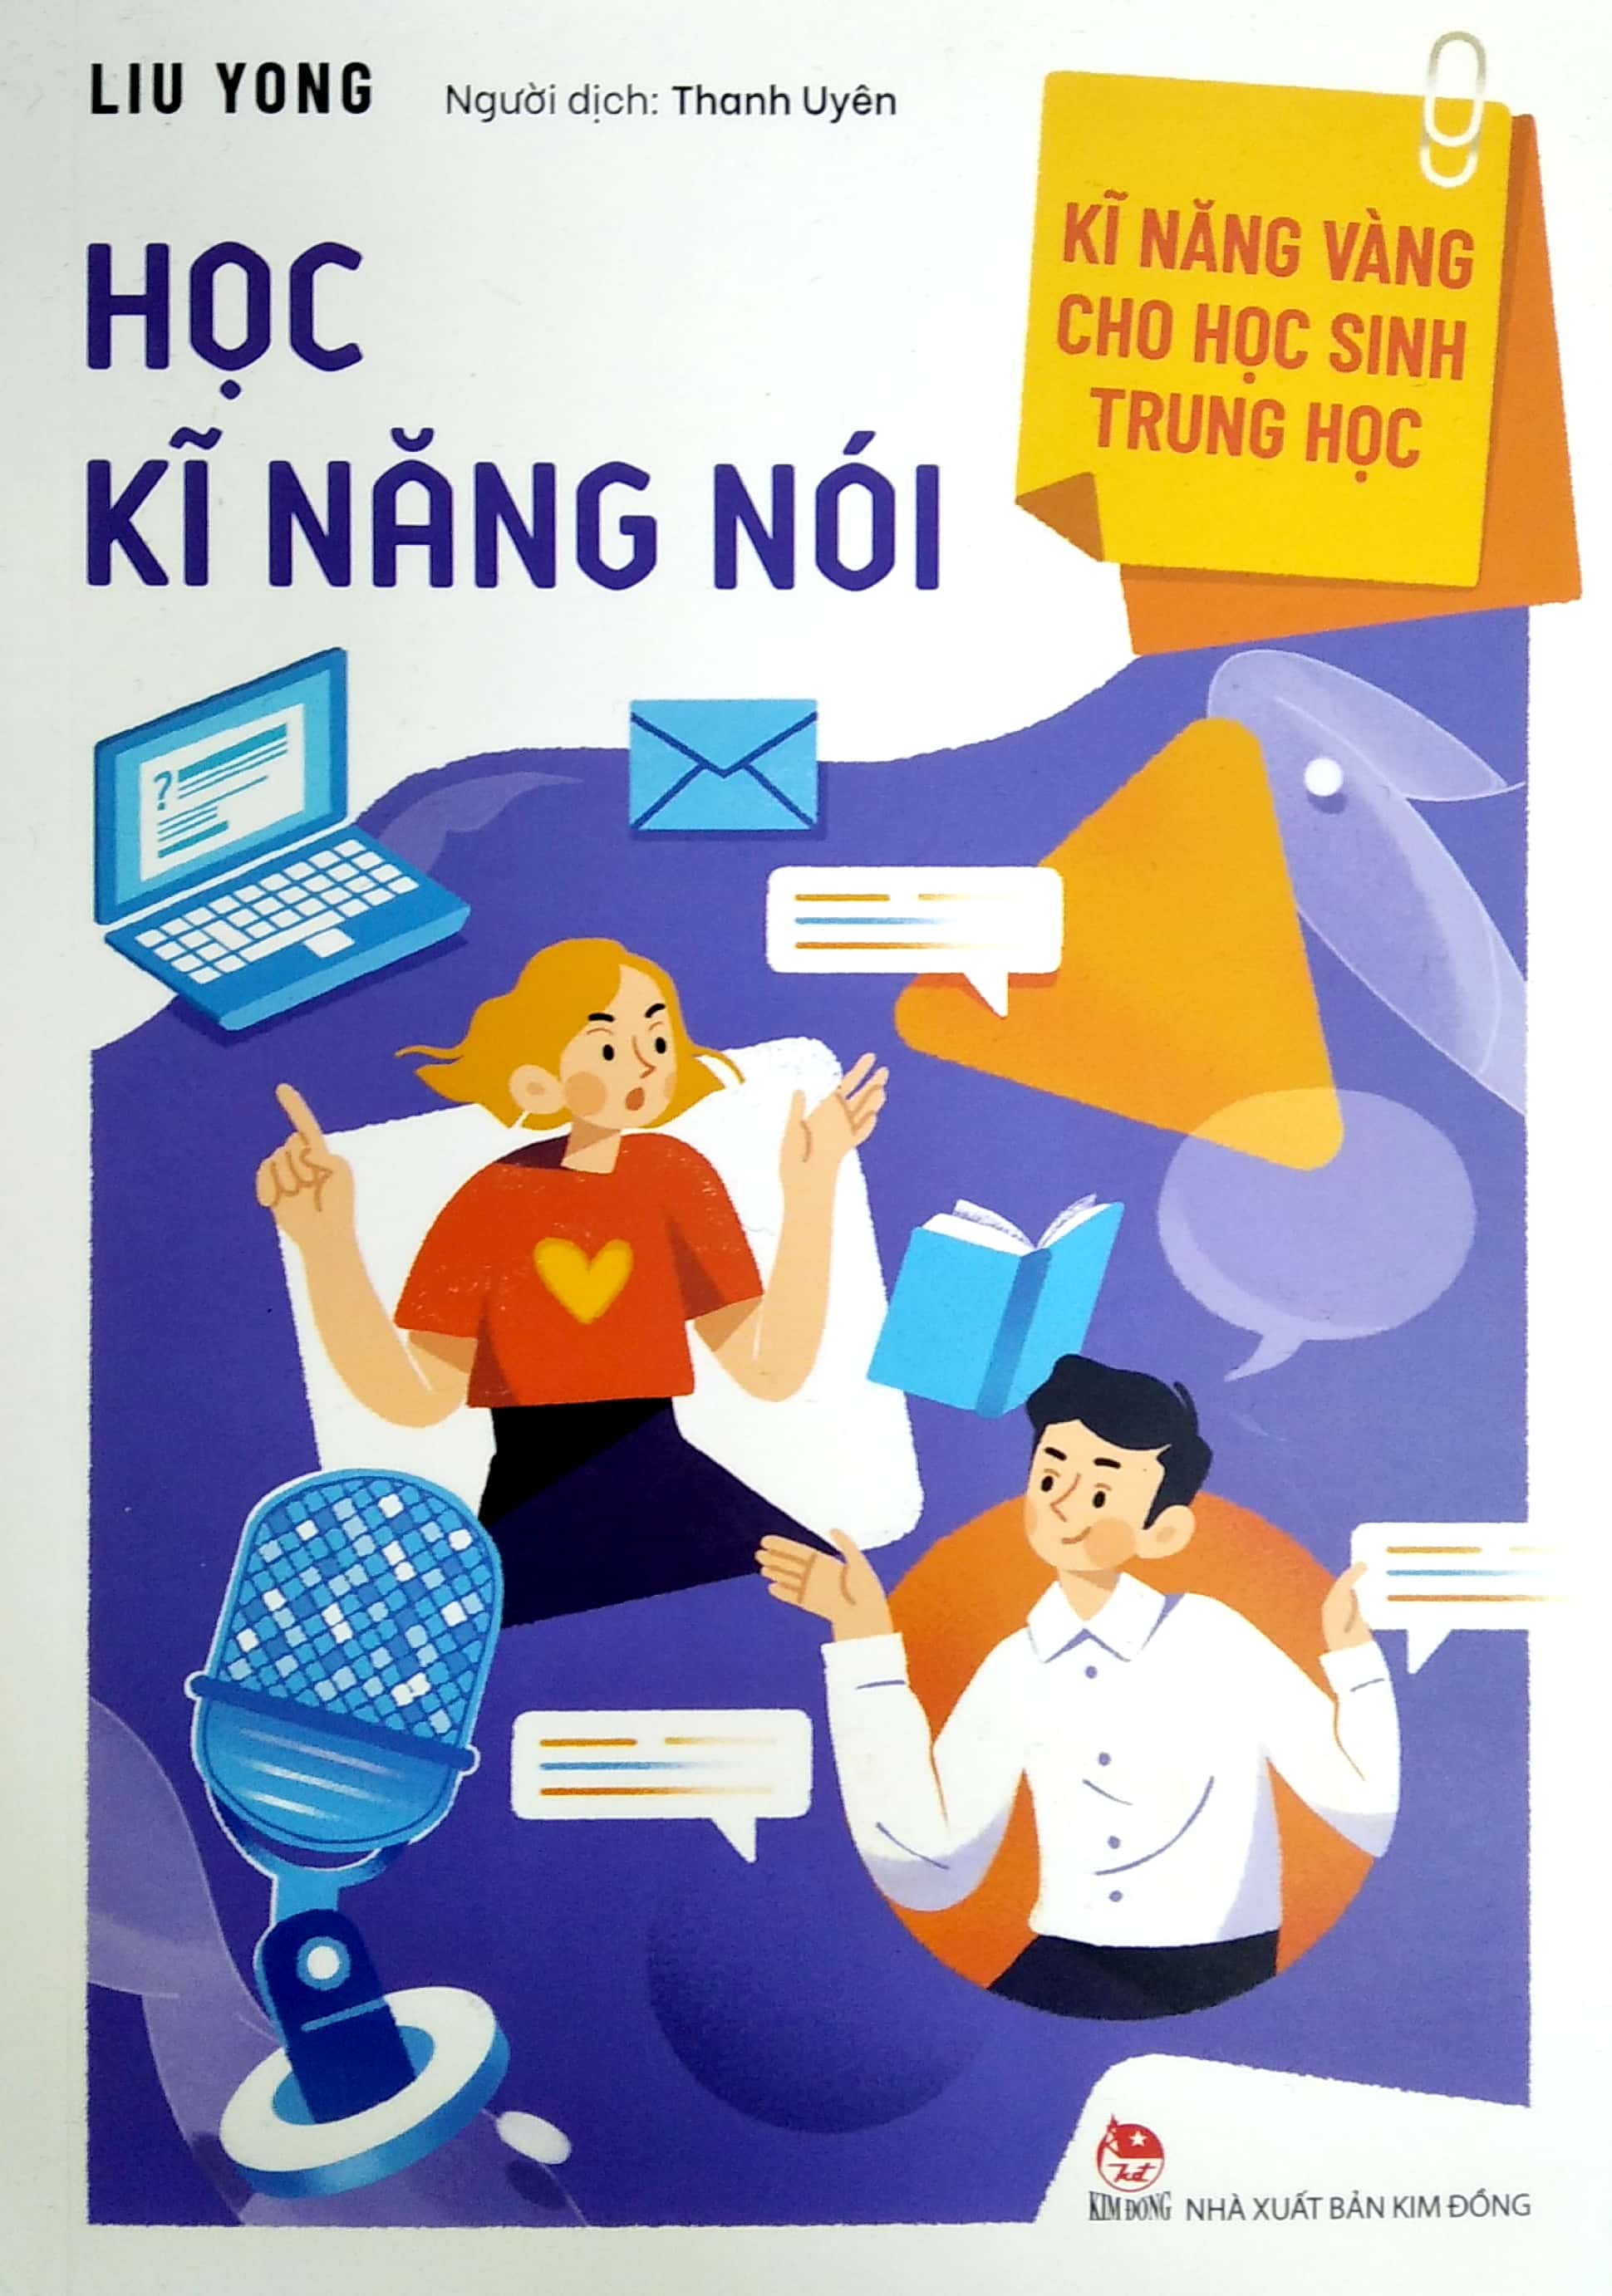 LIU YONG Người dịch: Thanh Uyên
KĨ NĂNG VÀNG
CHO HỌC SINH
TRUNG HỌC
HỌC
KĨ NĂNG NÓI
?
Kđ
KIM ĐỒNG NHÀ XUẤT BẢN KIM ĐỒNG